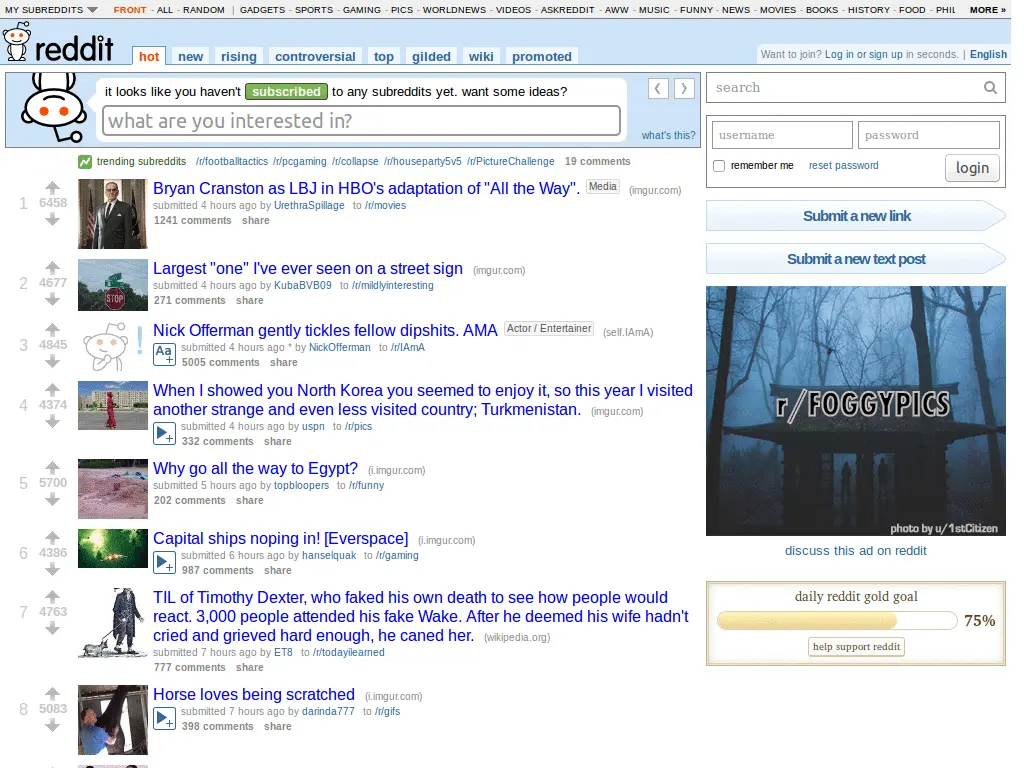 MY SUBREDDITS FRONT - ALL - RANDOM | GADGETS - SPORTS - GAMING - PICS - WORLDNEWS - VIDEOS - ASKREDDIT - AWW - MUSIC - FUNNY - NEWS - MOVIES - BOOKS - HISTORY - FOOD - PHIL MORE »
reddit hot new rising controversial top gilded wiki promoted
Want to join? Log in or sign up in seconds. | English
it looks like you haven't subscribed to any subreddits yet. want some ideas?
what are you interested in?
what's this?
search
username password
remember me reset password login
Submit a new link
Submit a new text post
r/FOGGYPICS
photo by u/1stCitizen
discuss this ad on reddit
daily reddit gold goal
75%
help support reddit
trending subreddits /r/footballtactics /r/pcgaming /r/collapse /r/houseparty5v5 /r/PictureChallenge 19 comments
1 6458 Bryan Cranston as LBJ in HBO's adaptation of "All the Way". Media (imgur.com)
submitted 4 hours ago by UrethraSpillage to /r/movies
1241 comments share
2 4677 Largest "one" I've ever seen on a street sign (imgur.com)
STOP
submitted 4 hours ago by KubaBVB09 to /r/mildlyinteresting
271 comments share
3 4845 Nick Offerman gently tickles fellow dipshits. AMA Actor / Entertainer (self.IAmA)
Aa+ submitted 4 hours ago * by NickOfferman to /r/IAmA
5005 comments share
4 4374 When I showed you North Korea you seemed to enjoy it, so this year I visited
another strange and even less visited country; Turkmenistan. (imgur.com)
submitted 4 hours ago by uspn to /r/pics
332 comments share
5 5700 Why go all the way to Egypt? (i.imgur.com)
submitted 5 hours ago by topbloopers to /r/funny
202 comments share
6 4386 Capital ships noping in! [Everspace] (i.imgur.com)
submitted 6 hours ago by hanselquak to /r/gaming
987 comments share
7 4763 TIL of Timothy Dexter, who faked his own death to see how people would
react. 3,000 people attended his fake Wake. After he deemed his wife hadn't
cried and grieved hard enough, he caned her. (wikipedia.org)
submitted 7 hours ago by ET8 to /r/todayilearned
777 comments share
8 5083 Horse loves being scratched (i.imgur.com)
submitted 7 hours ago by darinda777 to /r/gifs
398 comments share